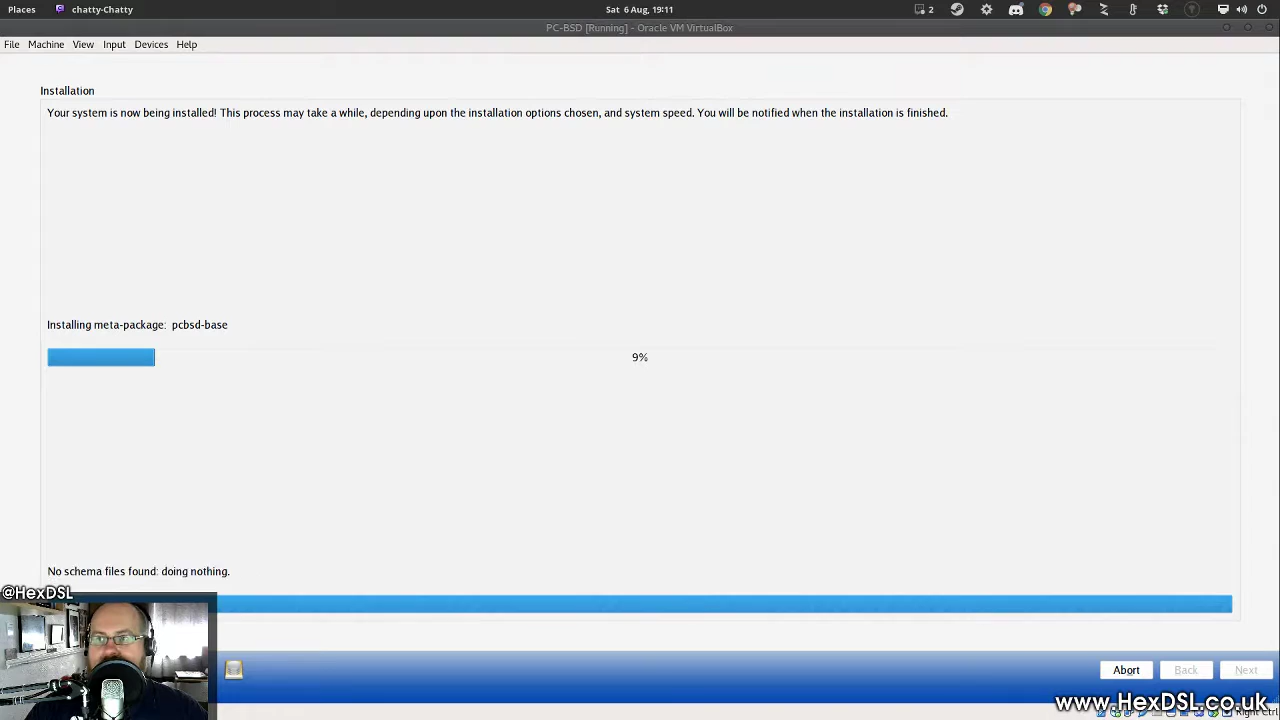 Places chatty-Chatty Sat 6 Aug, 19:11 2
PC-BSD [Running] - Oracle VM VirtualBox
File Machine View Input Devices Help
Installation
Your system is now being installed! This process may take a while, depending upon the installation options chosen, and system speed. You will be notified when the installation is finished.
Installing meta-package: pcbsd-base
9%
No schema files found: doing nothing.
@HexDSL
Abort Back Next
www.HexDSL.co.uk
Right Ctrl